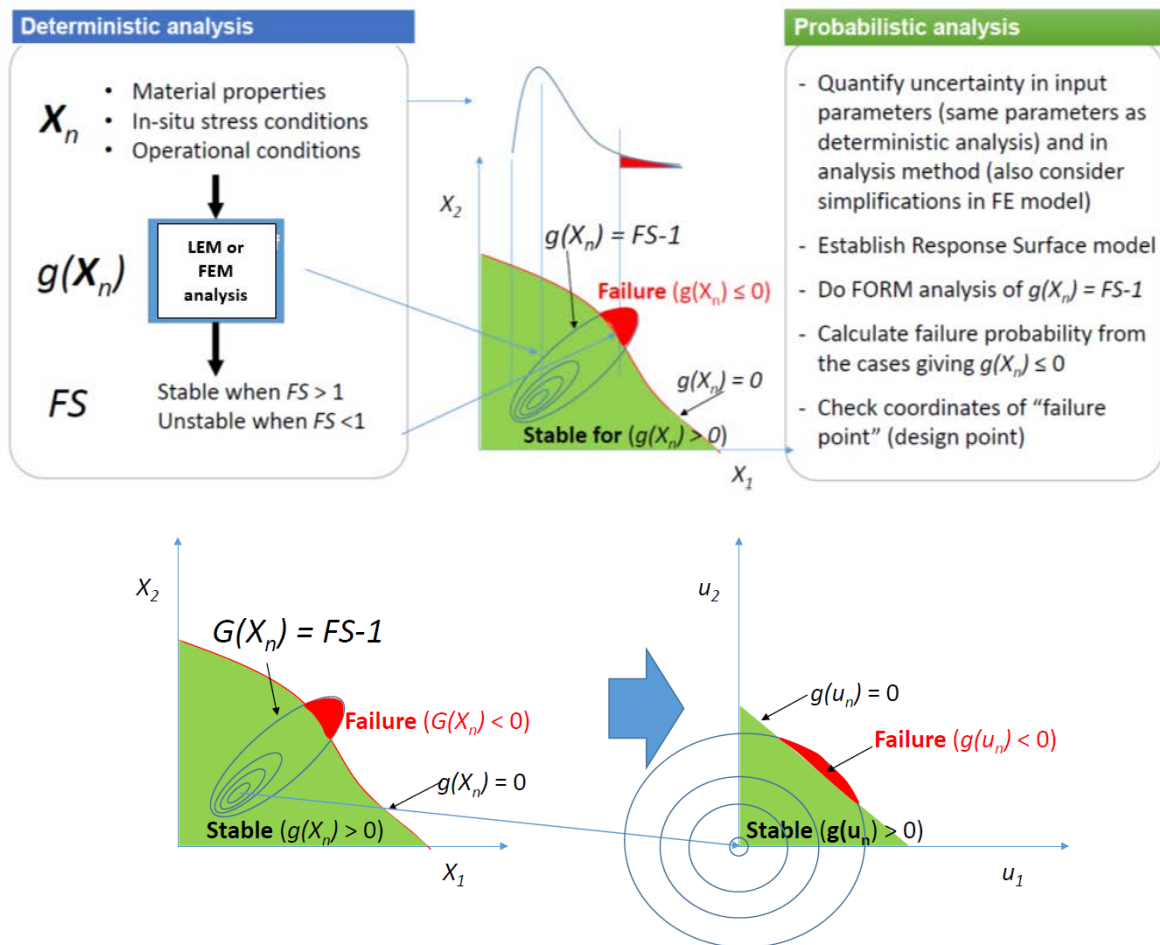 Deterministic analysis
Xn
• Material properties
• In-situ stress conditions
• Operational conditions
g(Xn)
LEM or
FEM
analysis
FS
Stable when FS > 1
Unstable when FS <1
X2
g(Xn) = FS-1
Failure (g(Xn) ≤ 0)
g(Xn) = 0
Stable for (g(Xn) > 0)
X1
Probabilistic analysis
- Quantify uncertainty in input
parameters (same parameters as
deterministic analysis) and in
analysis method (also consider
simplifications in FE model)
- Establish Response Surface model
- Do FORM analysis of g(Xn) = FS-1
- Calculate failure probability from
the cases giving g(Xn) ≤ 0
- Check coordinates of “failure
point” (design point)
X2
G(Xn) = FS-1
Failure (G(Xn) < 0)
g(Xn) = 0
Stable (g(Xn) > 0)
X1
u2
g(un) = 0
Failure (g(un) < 0)
Stable (g(un) > 0)
u1